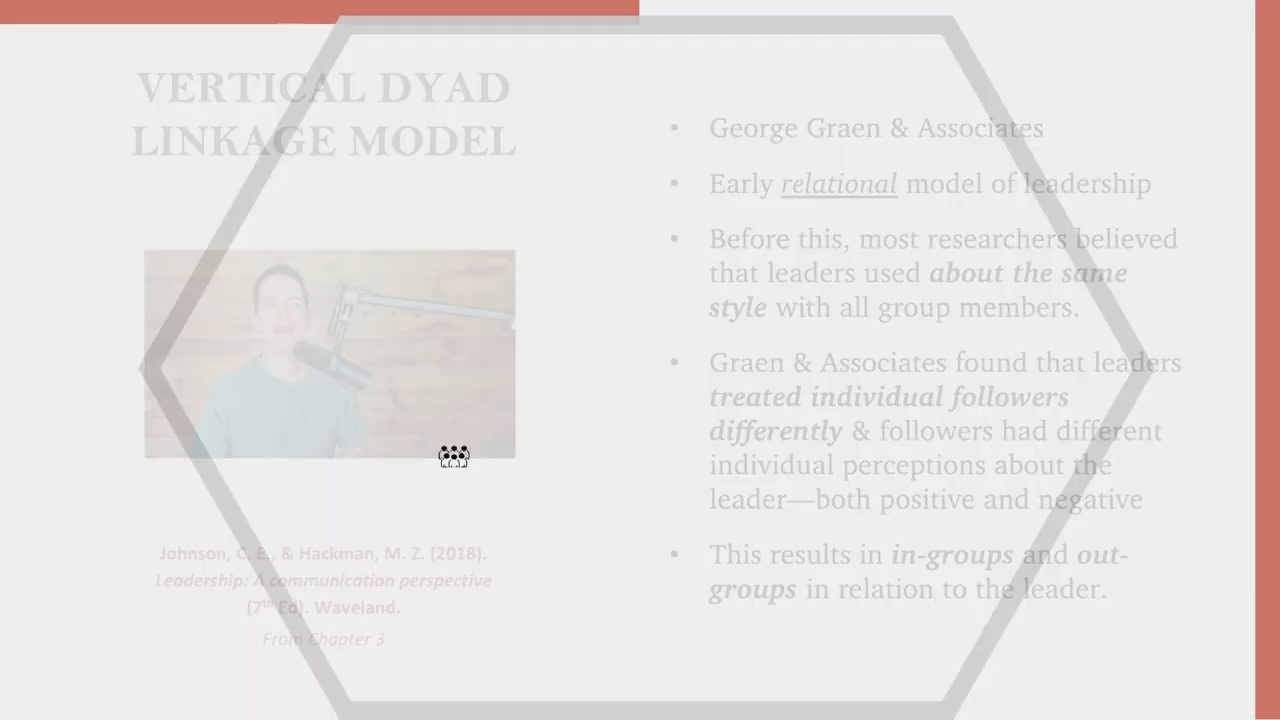 VERTICAL DYAD
LINKAGE MODEL
Johnson, C. E., & Hackman, M. Z. (2018).
Leadership: A communication perspective
(7th Ed). Waveland.
From Chapter 3
• George Graen & Associates
• Early relational model of leadership
• Before this, most researchers believed
that leaders used about the same
style with all group members.
• Graen & Associates found that leaders
treated individual followers
differently & followers had different
individual perceptions about the
leader—both positive and negative
• This results in in-groups and out-
groups in relation to the leader.